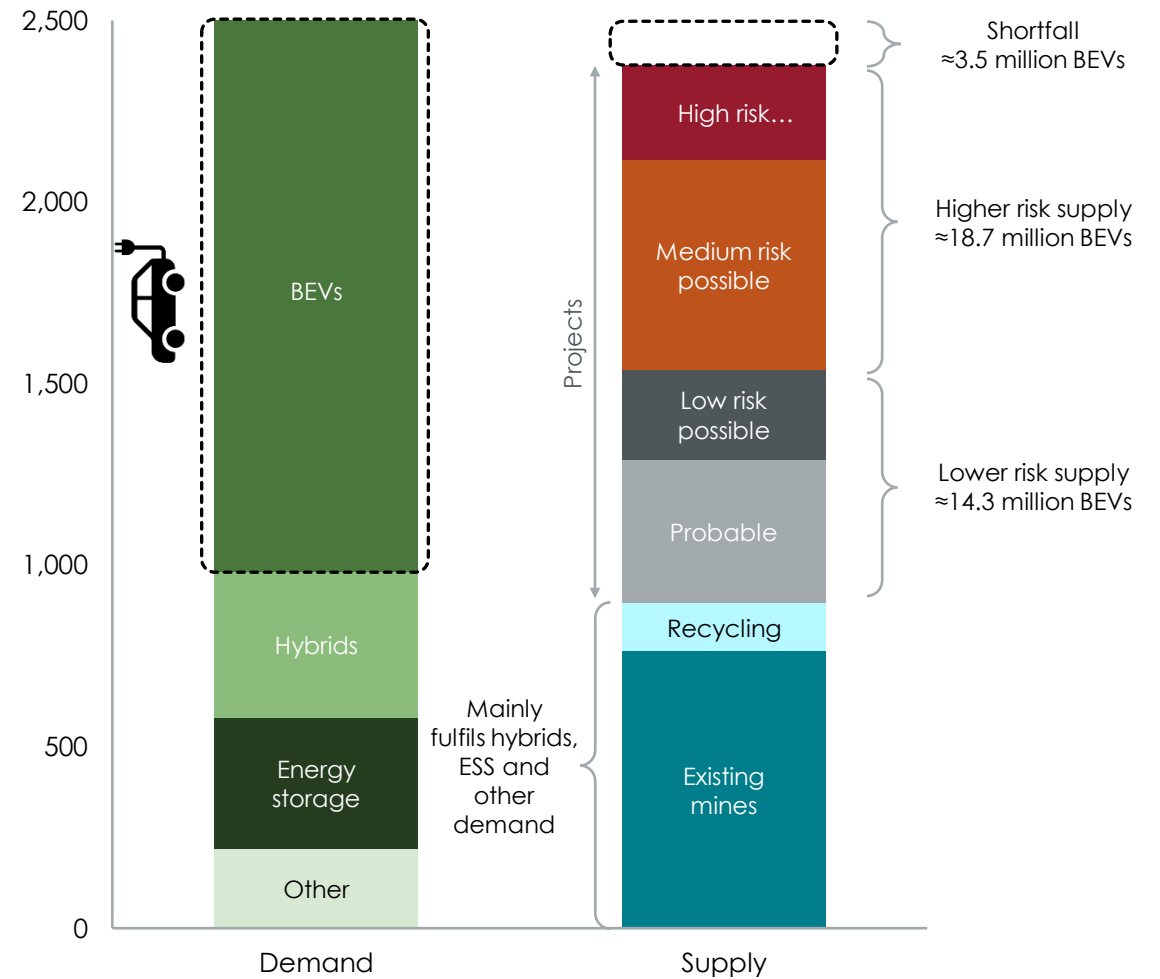 2,500
2,000
1,500
1,000
500
0
BEVs
Hybrids
Energy
storage
Other
Demand
Mainly
fulfils hybrids,
ESS and
other
demand
Projects
High risk…
Medium risk
possible
Low risk
possible
Probable
Recycling
Existing
mines
Supply
Shortfall
≈3.5 million BEVs
Higher risk supply
≈18.7 million BEVs
Lower risk supply
≈14.3 million BEVs